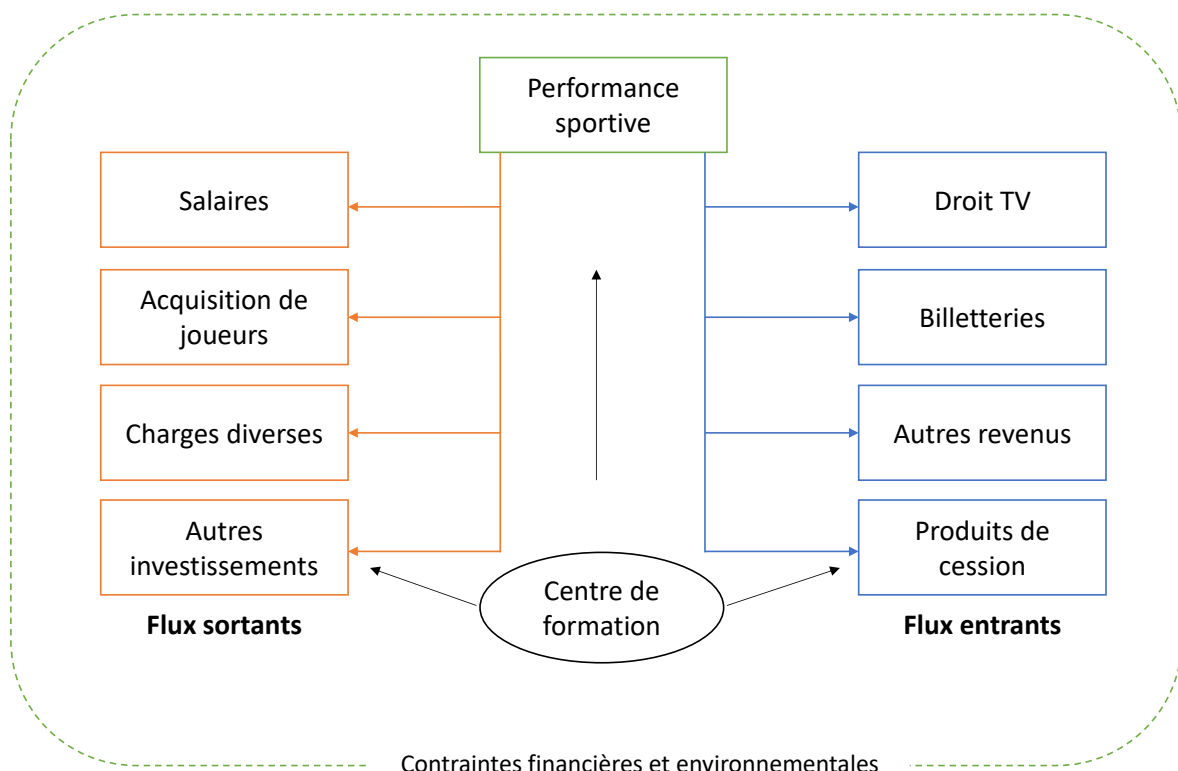 Performance
sportive
Salaires
Droit TV
Acquisition de
joueurs
Billetteries
Charges diverses
Autres revenus
Autres
investissements
Produits de
cession
Centre de
formation
Flux sortants
Flux entrants
Contraintes financières et environnementales